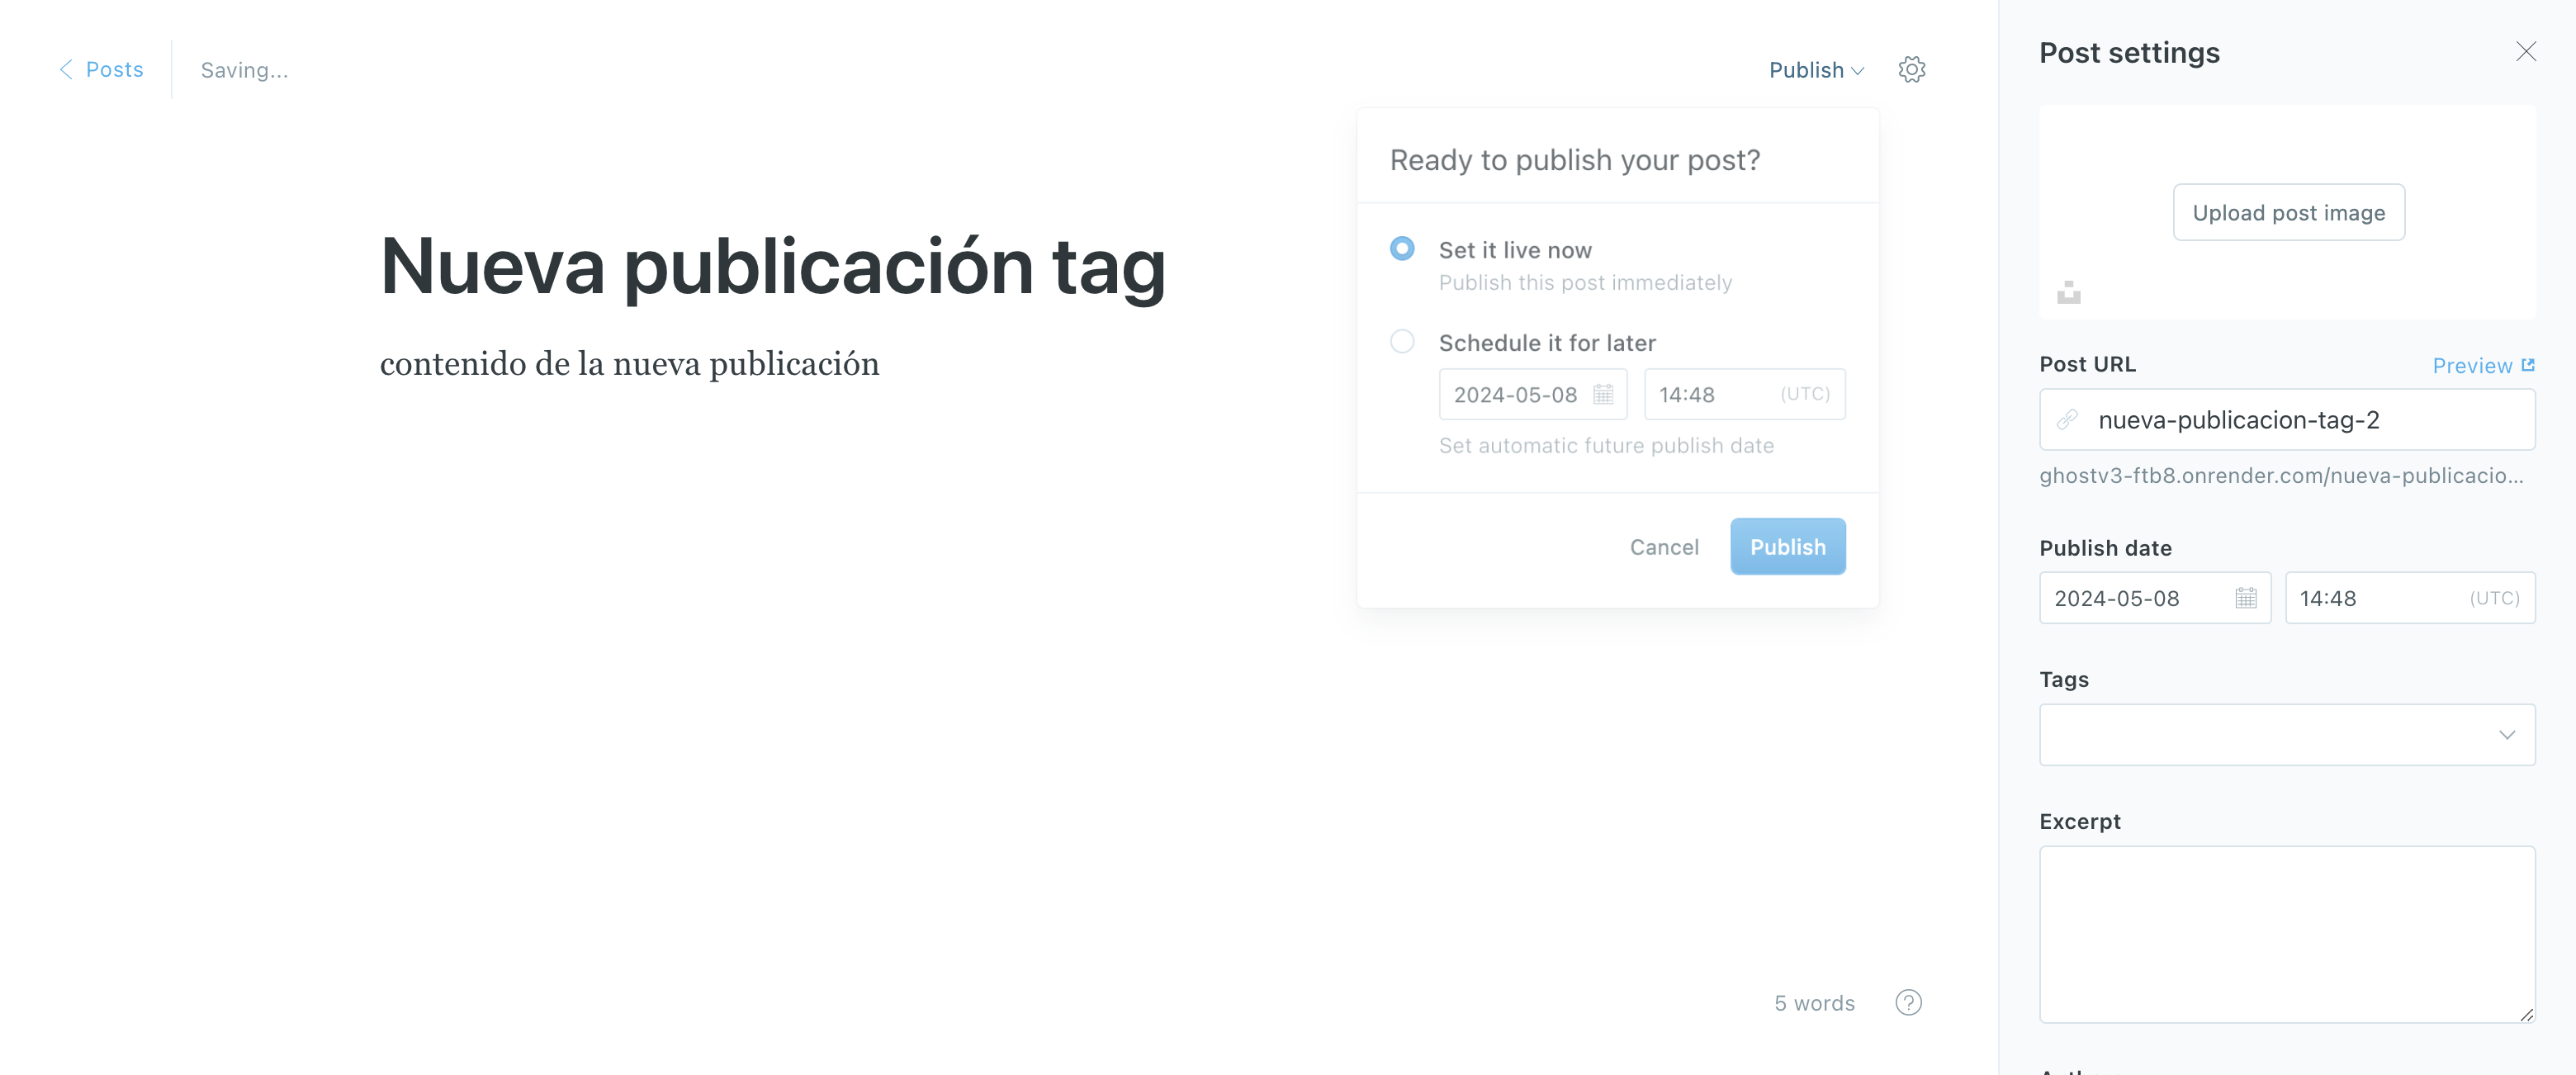 Posts
Saving...
Publish
Ready to publish your post?
Set it live now
Publish this post immediately
Schedule it for later
2024-05-08
14:48
(UTC)
Set automatic future publish date
Cancel
Publish
Nueva publicación tag
contenido de la nueva publicación
5 words
?
Post settings
Upload post image
Post URL
Preview
nueva-publicacion-tag-2
ghostv3-ftb8.onrender.com/nueva-publicacio...
Publish date
2024-05-08
14:48
(UTC)
Tags
Excerpt